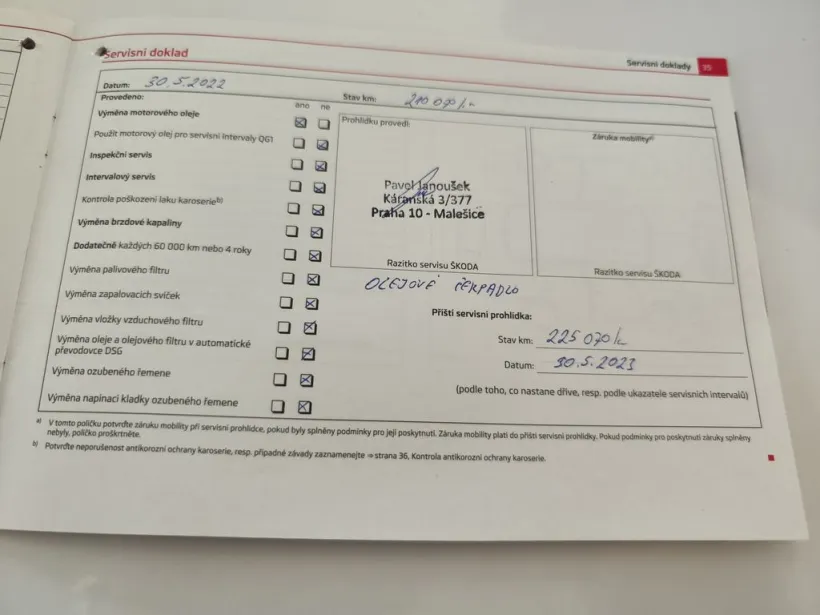 Servisní doklad
Servisní doklady 35
Datum: 30.5.2022
Stav km: 210 070 km
Provedeno:
ano ne
Výměna motorového oleje
Použit motorový olej pro servisní intervaly QG1
Inspekční servis
Intervalový servis
Kontrola poškození laku karoserie b)
Výměna brzdové kapaliny
Dodatečně každých 60 000 km nebo 4 roky
Výměna palivového filtru
Výměna zapalovacích svíček
Výměna vložky vzduchového filtru
Výměna oleje a olejového filtru v automatické
převodovce DSG
Výměna ozubeného řemene
Výměna napínací kladky ozubeného řemene
Prohlídku provedl:
Pavel Janoušek
Káranská 3/377
Praha 10 - Malešice
Razítko servisu ŠKODA
Záruka mobility a)
Razítko servisu ŠKODA
OLEJOVÉ ČERPADLO
Příští servisní prohlídka:
Stav km: 225 070 km
Datum: 30.5.2023
(podle toho, co nastane dříve, resp. podle ukazatele servisních intervalů)
a) V tomto políčku potvrďte záruku mobility při servisní prohlídce, pokud byly splněny podmínky pro její poskytnutí. Záruka mobility platí do příští servisní prohlídky. Pokud podmínky pro poskytnutí záruky splněny
nebyly, políčko proškrtněte.
b) Potvrďte neporušenost antikorozní ochrany karoserie, resp. případné závady zaznamenejte ⇒ strana 36, Kontrola antikorozní ochrany karoserie.